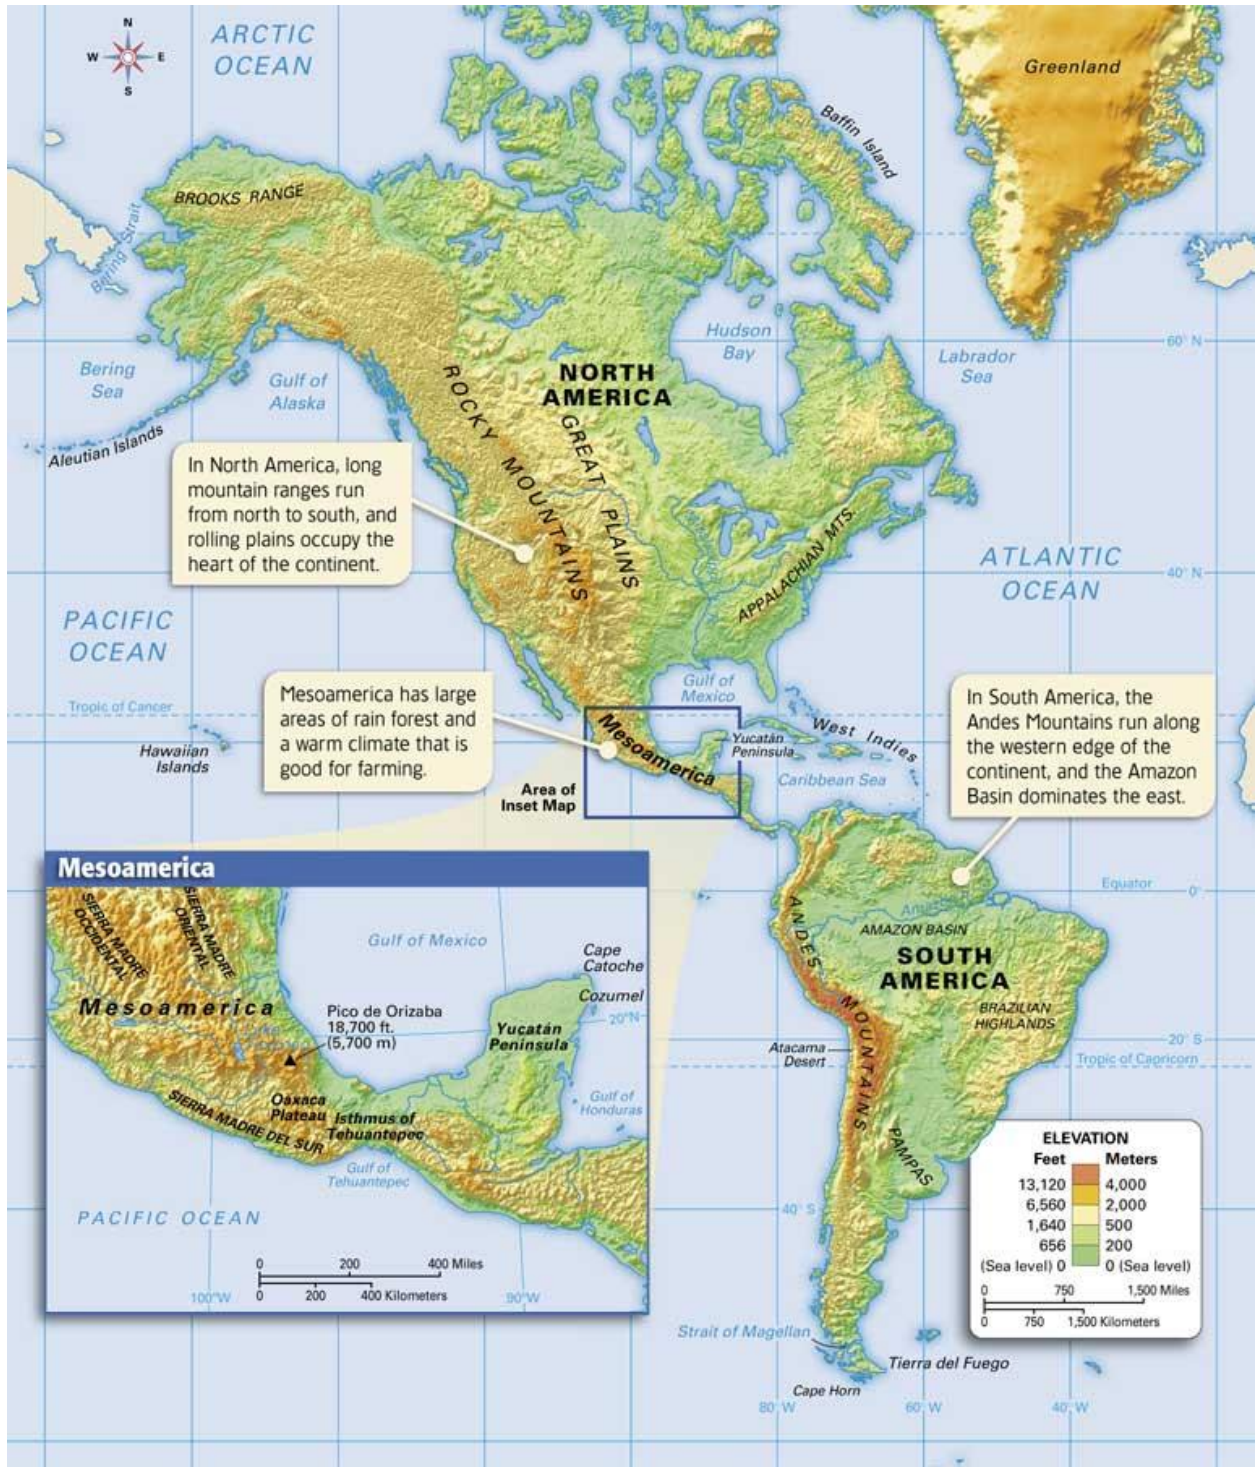 N
W
E
S
ARCTIC
OCEAN
Greenland
Baffin Island
BROOKS RANGE
Bering Strait
Hudson
Bay
Labrador
Sea
60° N
Bering
Sea
Gulf of
Alaska
NORTH
AMERICA
Aleutian Islands
ROCKY MOUNTAINS
GREAT PLAINS
In North America, long
mountain ranges run
from north to south, and
rolling plains occupy the
heart of the continent.
APPALACHIAN MTS.
ATLANTIC
OCEAN
40° N
PACIFIC
OCEAN
Mesoamerica has large
areas of rain forest and
a warm climate that is
good for farming.
Gulf of
Mexico
In South America, the
Andes Mountains run along
the western edge of the
continent, and the Amazon
Basin dominates the east.
Tropic of Cancer
Hawaiian
Islands
Mesoamerica
Yucatán
Peninsula
West Indies
Caribbean Sea
Area of
Inset Map
Equator
0°
AMAZON BASIN
SOUTH
AMERICA
ANDES MOUNTAINS
BRAZILIAN
HIGHLANDS
Atacama
Desert
20° S
Tropic of Capricorn
PAMPAS
40° S
Mesoamerica
SIERRA MADRE
OCCIDENTAL
SIERRA MADRE
ORIENTAL
Gulf of Mexico
Cape
Catoche
Cozumel
20°N
Mesoamerica
Pico de Orizaba
18,700 ft.
(5,700 m)
Yucatán
Peninsula
Gulf of
Honduras
Oaxaca
Plateau
Isthmus of
Tehuantepec
SIERRA MADRE DEL SUR
Gulf of
Tehuantepec
PACIFIC OCEAN
0 200 400 Miles
0 200 400 Kilometers
100°W
90°W
ELEVATION
Feet Meters
13,120 4,000
6,560 2,000
1,640 500
656 200
(Sea level) 0 0 (Sea level)
0 750 1,500 Miles
0 750 1,500 Kilometers
Strait of Magellan
Tierra del Fuego
Cape Horn
80° W
60° W
40° W